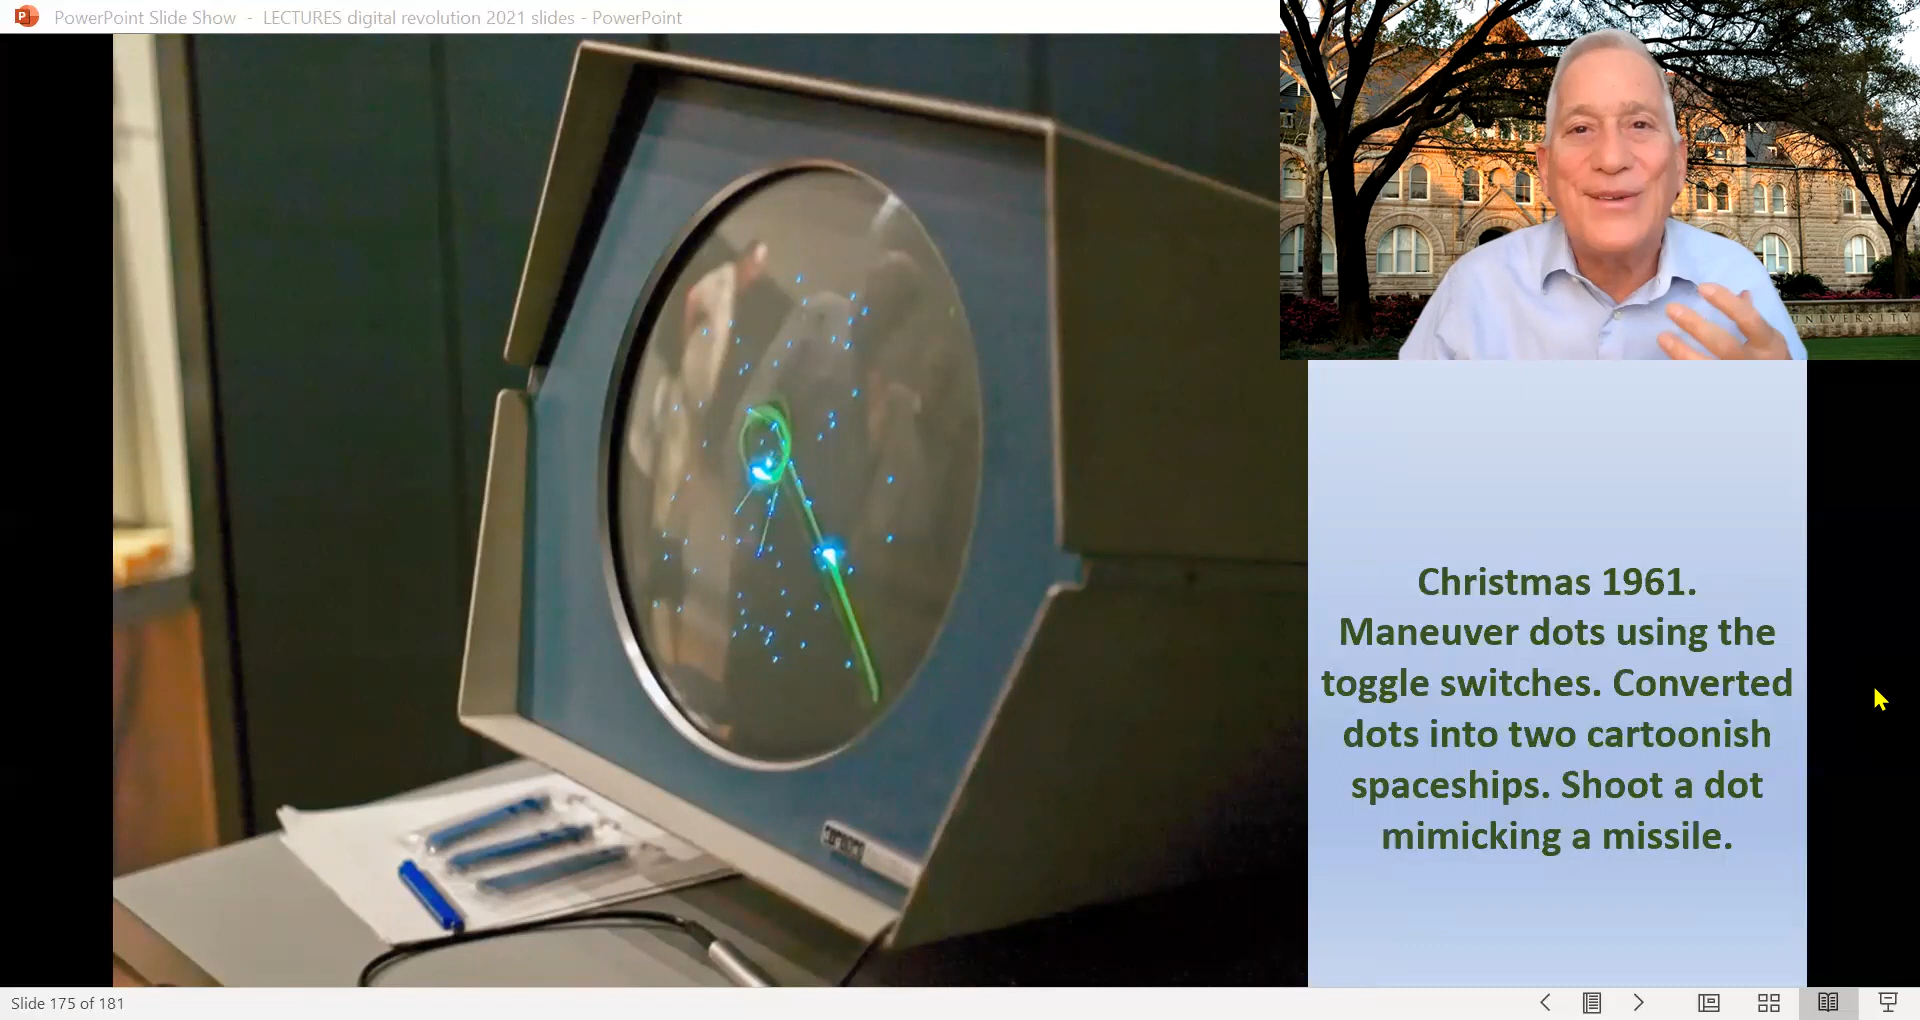 PowerPoint Slide Show - LECTURES digital revolution 2021 slides - PowerPoint
UNIVERSITY
Christmas 1961.
Maneuver dots using the
toggle switches. Converted
dots into two cartoonish
spaceships. Shoot a dot
mimicking a missile.
Slide 175 of 181